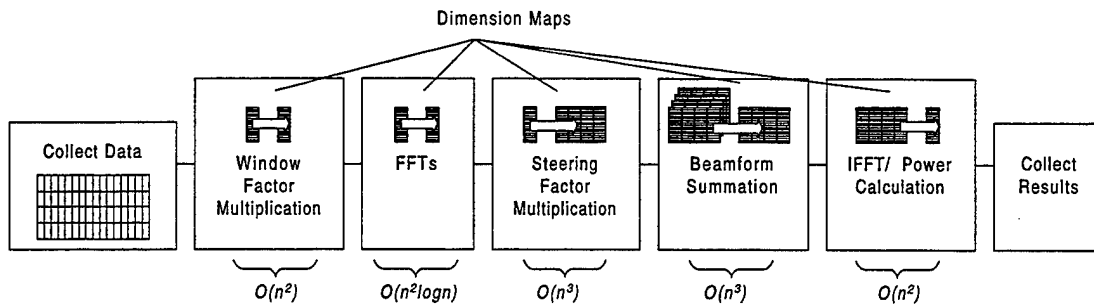 Dimension Maps
Collect Data
Window
Factor
Multiplication
FFTs
Steering
Factor
Multiplication
Beamform
Summation
IFFT/ Power
Calculation
Collect
Results
O(n²)
O(n²logn)
O(n³)
O(n³)
O(n²)